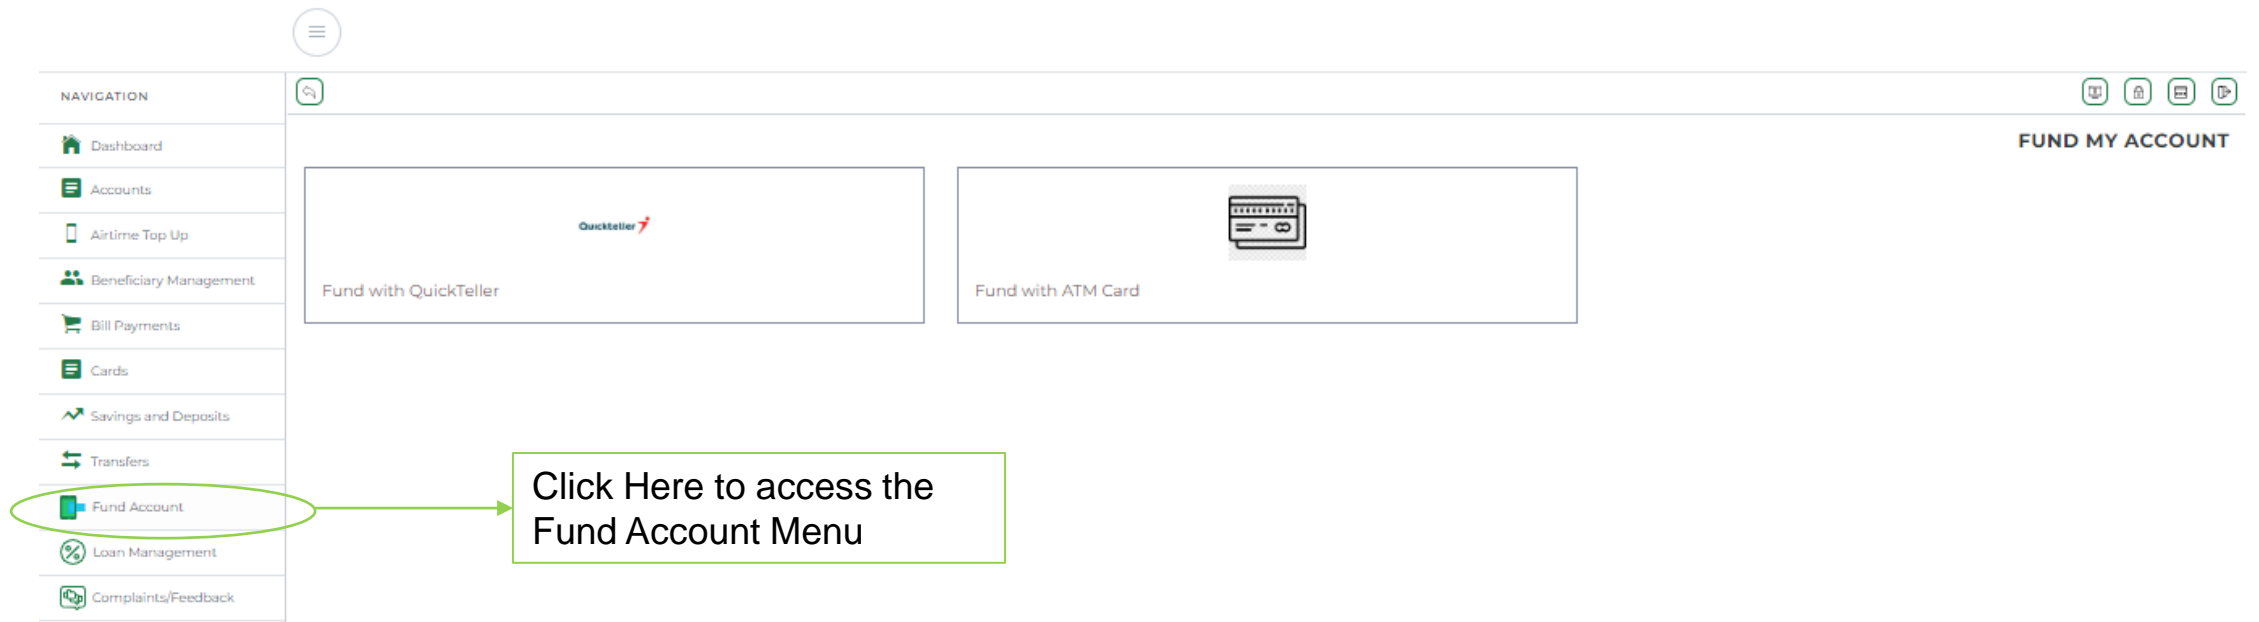 NAVIGATION
FUND MY ACCOUNT
Dashboard
Accounts
Airtime Top Up
Beneficiary Management
Bill Payments
Cards
Savings and Deposits
Transfers
Fund Account
Loan Management
Complaints/Feedback
Quickteller
Fund with QuickTeller
Fund with ATM Card
Click Here to access the
Fund Account Menu